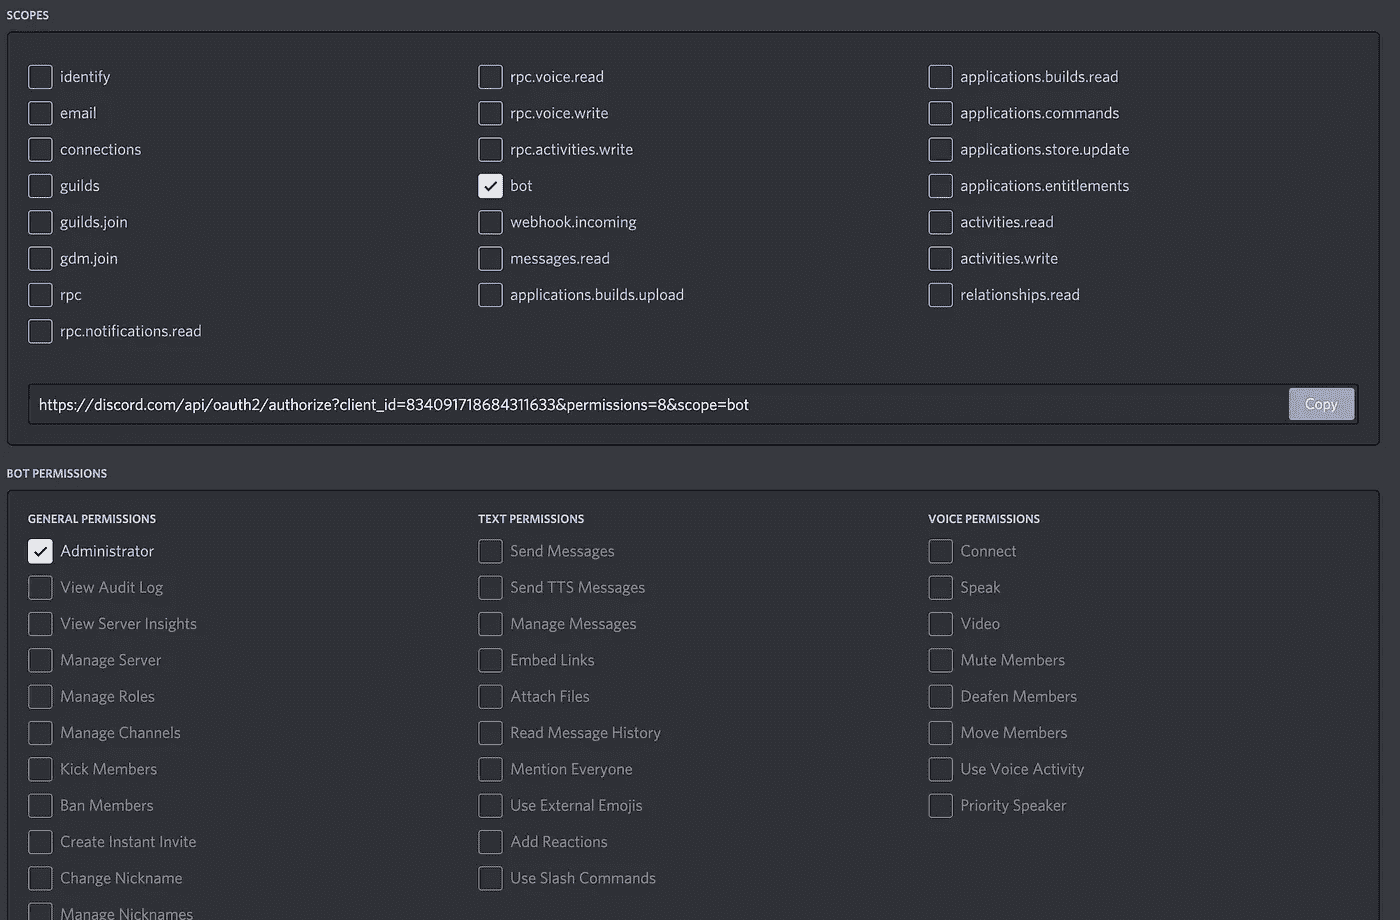 SCOPES
identify
email
connections
guilds
guilds.join
gdm.join
rpc
rpc.notifications.read
rpc.voice.read
rpc.voice.write
rpc.activities.write
bot
webhook.incoming
messages.read
applications.builds.upload
applications.builds.read
applications.commands
applications.store.update
applications.entitlements
activities.read
activities.write
relationships.read
https://discord.com/api/oauth2/authorize?client_id=834091718684311633&permissions=8&scope=bot
Copy
BOT PERMISSIONS
GENERAL PERMISSIONS
Administrator
View Audit Log
View Server Insights
Manage Server
Manage Roles
Manage Channels
Kick Members
Ban Members
Create Instant Invite
Change Nickname
Manage Nicknames
TEXT PERMISSIONS
Send Messages
Send TTS Messages
Manage Messages
Embed Links
Attach Files
Read Message History
Mention Everyone
Use External Emojis
Add Reactions
Use Slash Commands
VOICE PERMISSIONS
Connect
Speak
Video
Mute Members
Deafen Members
Move Members
Use Voice Activity
Priority Speaker